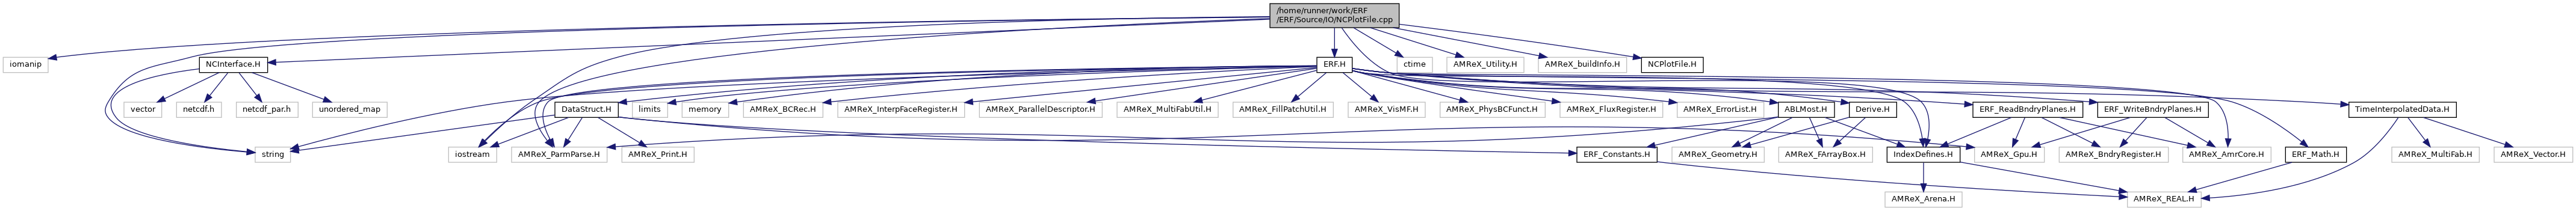 /home/runner/work/ERF
/ERF/Source/IO/NCPlotFile.cpp
iomanip
NCInterface.H
ERF.H
ctime
AMReX_Utility.H
AMReX_buildInfo.H
NCPlotFile.H
vector
netcdf.h
netcdf_par.h
unordered_map
DataStruct.H
limits
memory
AMReX_BCRec.H
AMReX_InterpFaceRegister.H
AMReX_ParallelDescriptor.H
AMReX_MultiFabUtil.H
AMReX_FillPatchUtil.H
AMReX_VisMF.H
AMReX_PhysBCFunct.H
AMReX_FluxRegister.H
AMReX_ErrorList.H
ABLMost.H
Derive.H
ERF_ReadBndryPlanes.H
ERF_WriteBndryPlanes.H
TimeInterpolatedData.H
string
iostream
AMReX_ParmParse.H
AMReX_Print.H
ERF_Constants.H
AMReX_Geometry.H
AMReX_FArrayBox.H
IndexDefines.H
AMReX_Gpu.H
AMReX_BndryRegister.H
AMReX_AmrCore.H
ERF_Math.H
AMReX_MultiFab.H
AMReX_Vector.H
AMReX_Arena.H
AMReX_REAL.H